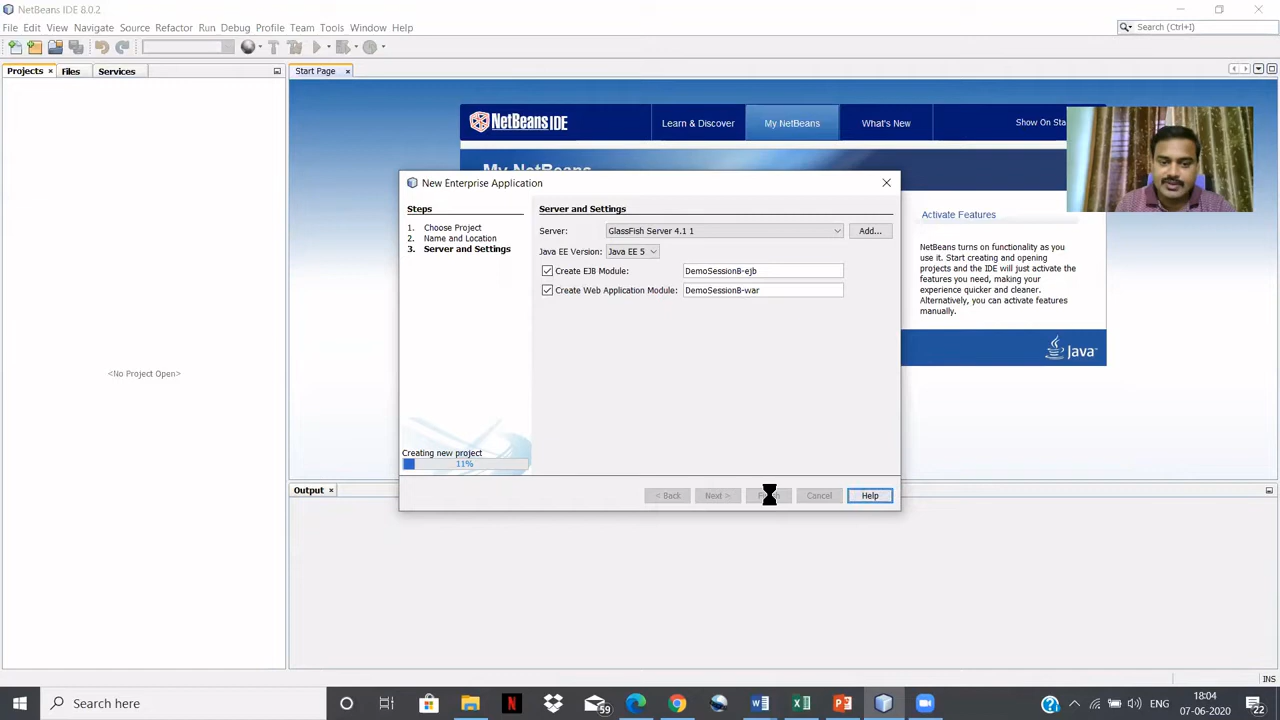 NetBeans IDE 8.0.2
File Edit View Navigate Source Refactor Run Debug Profile Team Tools Window Help
Search (Ctrl+I)
Projects Files Services
Start Page
NetBeans IDE
Learn & Discover My NetBeans What's New Show On Sta
My NetBeans
New Enterprise Application
Steps
1. Choose Project
2. Name and Location
3. Server and Settings
Server and Settings
Server: GlassFish Server 4.1 1 Add...
Java EE Version: Java EE 5
Create EJB Module: DemoSessionB-ejb
Create Web Application Module: DemoSessionB-war
Creating new project
11%
< Back Next > Cancel Help
Activate Features
NetBeans turns on functionality as you
use it. Start creating and opening
projects and the IDE will just activate the
features you need, making your
experience quicker and cleaner.
Alternatively, you can activate features
manually.
Java
<No Project Open>
Output
INS
Search here
59
ENG
18:04
07-06-2020
22